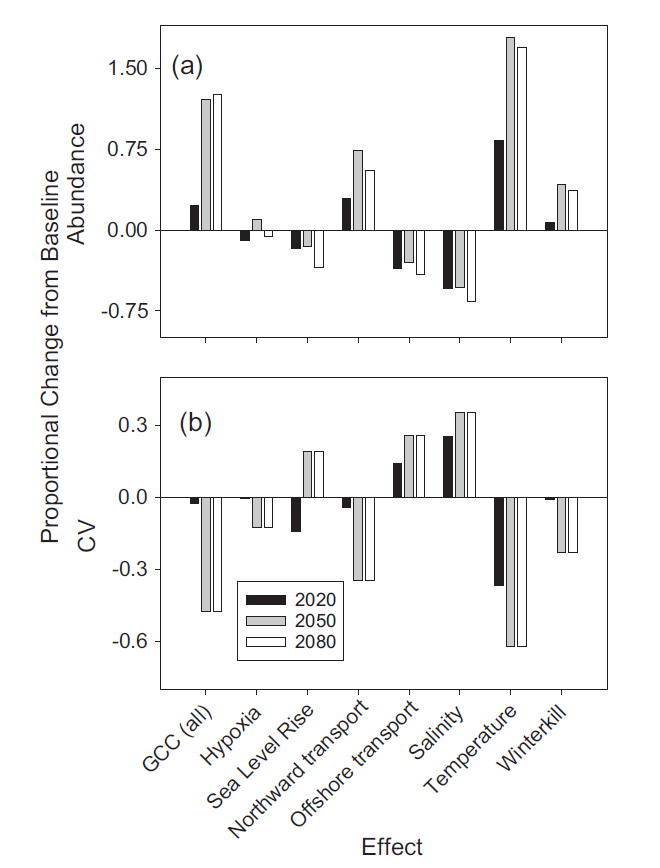 Proportional Change from Baseline
Abundance
CV
(a)
1.50
0.75
0.00
-0.75
(b)
0.3
0.0
-0.3
-0.6
2020
2050
2080
GCC (all)
Hypoxia
Sea Level Rise
Northward transport
Offshore transport
Salinity
Temperature
Winterkill
Effect